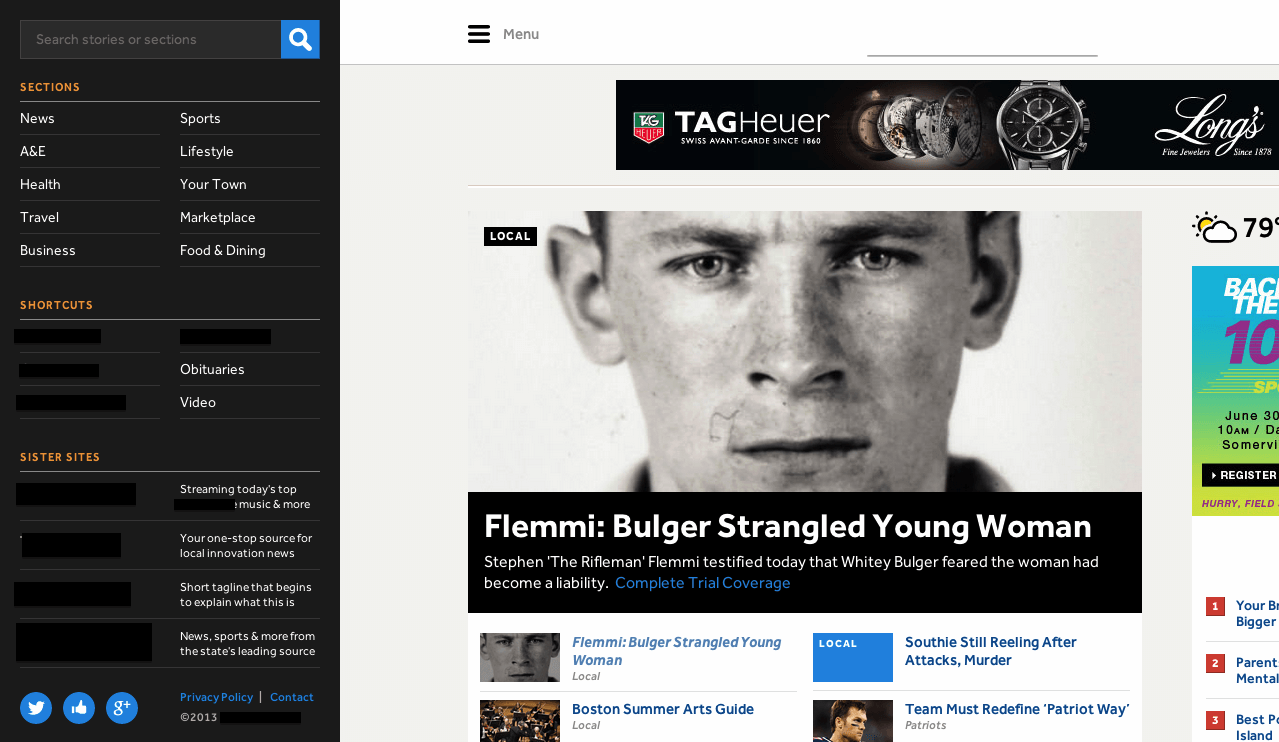 Search stories or sections
SECTIONS
News
Sports
A&E
Lifestyle
Health
Your Town
Travel
Marketplace
Business
Food & Dining
SHORTCUTS
Obituaries
Video
SISTER SITES
Streaming today's top
music & more
Your one-stop source for
local innovation news
Short tagline that begins
to explain what this is
News, sports & more from
the state's leading source
Privacy Policy | Contact
©2013
Menu
TAG
HEUER
TAGHeuer
SWISS AVANT-GARDE SINCE 1860
Long's
Fine Jewelers Since 1878
LOCAL
Flemmi: Bulger Strangled Young Woman
Stephen 'The Rifleman' Flemmi testified today that Whitey Bulger feared the woman had
become a liability. Complete Trial Coverage
Flemmi: Bulger Strangled Young
Woman
Local
LOCAL
Southie Still Reeling After
Attacks, Murder
Boston Summer Arts Guide
Local
Team Must Redefine 'Patriot Way'
Patriots
79°
THE
10
June 30
10AM / Da
Somervi
REGISTER
HURRY, FIELD
1
Your Br
Bigger
2
Parent
Mental
3
Best Po
Island